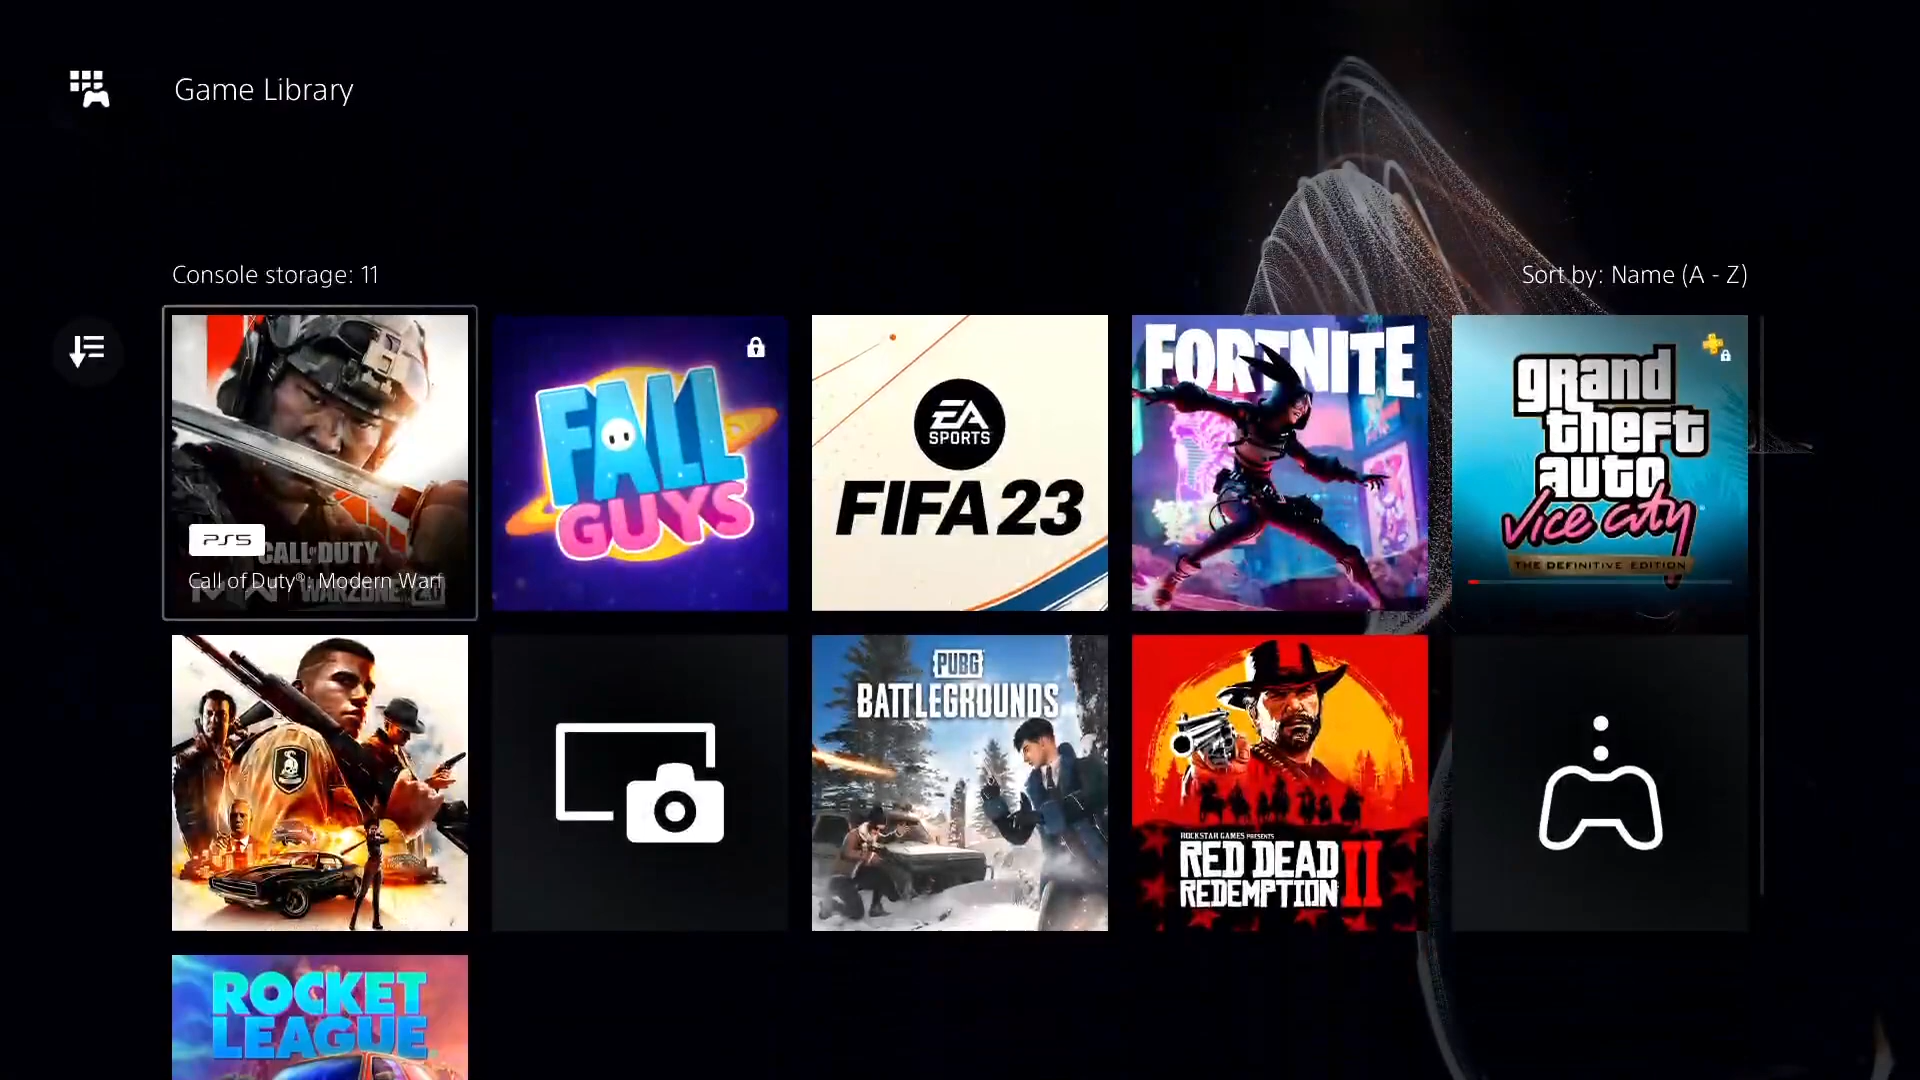 Game Library
Console storage: 11
Sort by: Name (A - Z)
PS5
CALL OF DUTY
Call of Duty®: Modern Warf
WARZONE 2.0
FALL
GUYS
EA
SPORTS
FIFA 23
FORTNITE
grand
theft
auto
Vice City
THE DEFINITIVE EDITION
PUBG
BATTLEGROUNDS
ROCKSTAR GAMES PRESENTS
RED DEAD
REDEMPTION II
ROCKET
LEAGUE